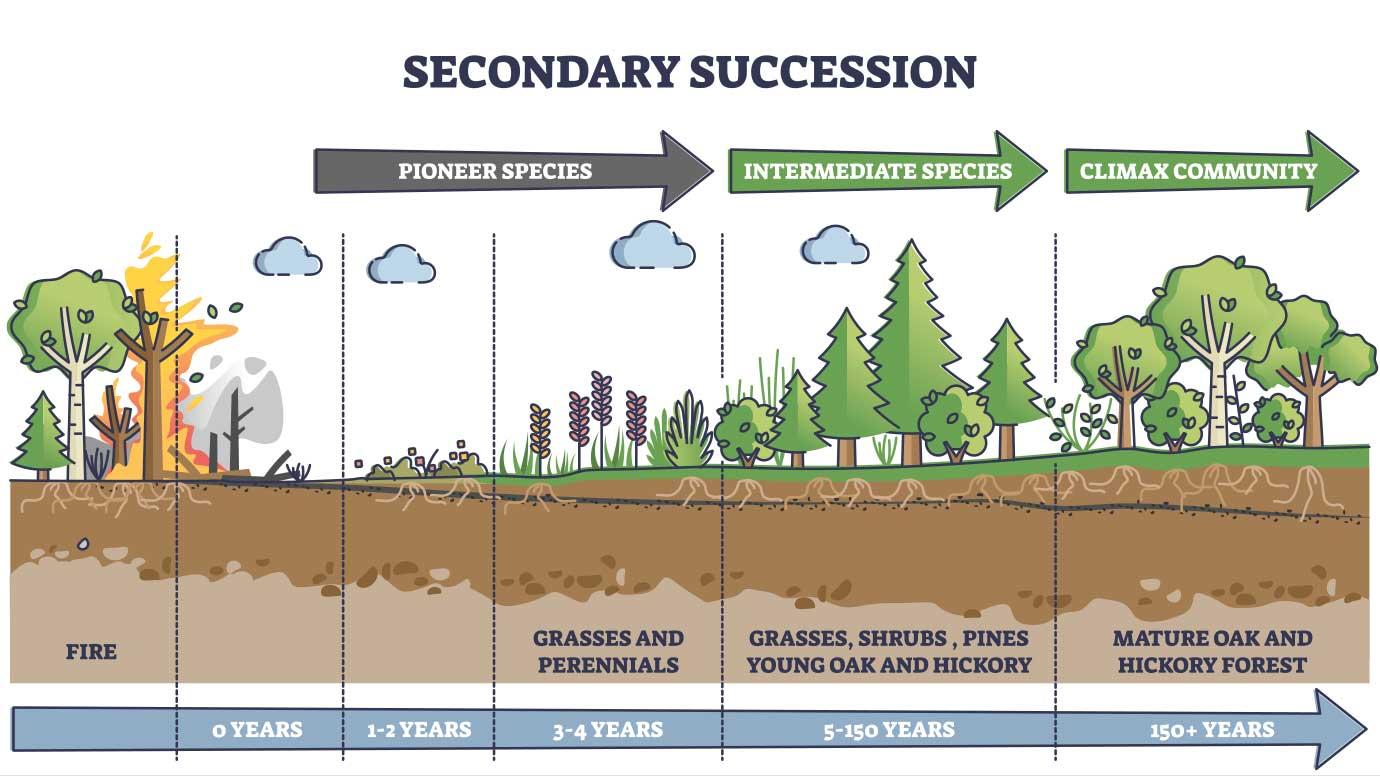 SECONDARY SUCCESSION
PIONEER SPECIES
INTERMEDIATE SPECIES
CLIMAX COMMUNITY
FIRE
GRASSES AND
PERENNIALS
GRASSES, SHRUBS , PINES
YOUNG OAK AND HICKORY
MATURE OAK AND
HICKORY FOREST
0 YEARS
1-2 YEARS
3-4 YEARS
5-150 YEARS
150+ YEARS